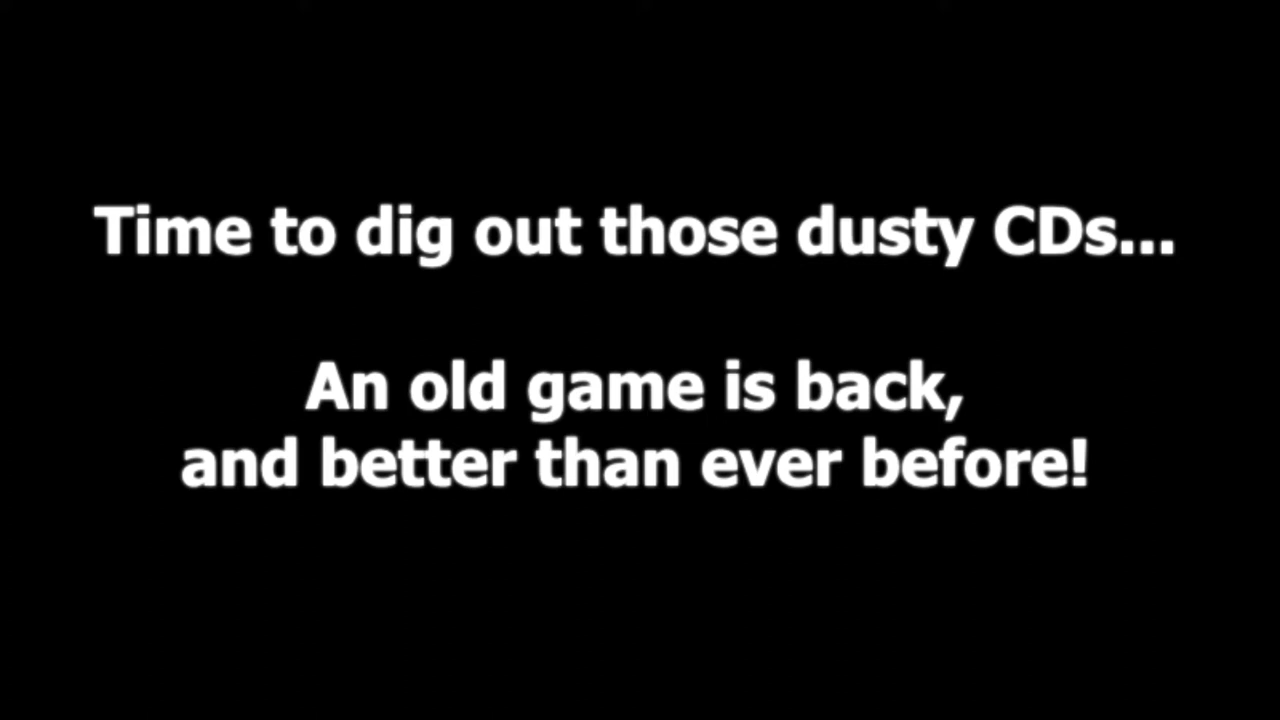 Time to dig out those dusty CDs...
An old game is back,
and better than ever before!